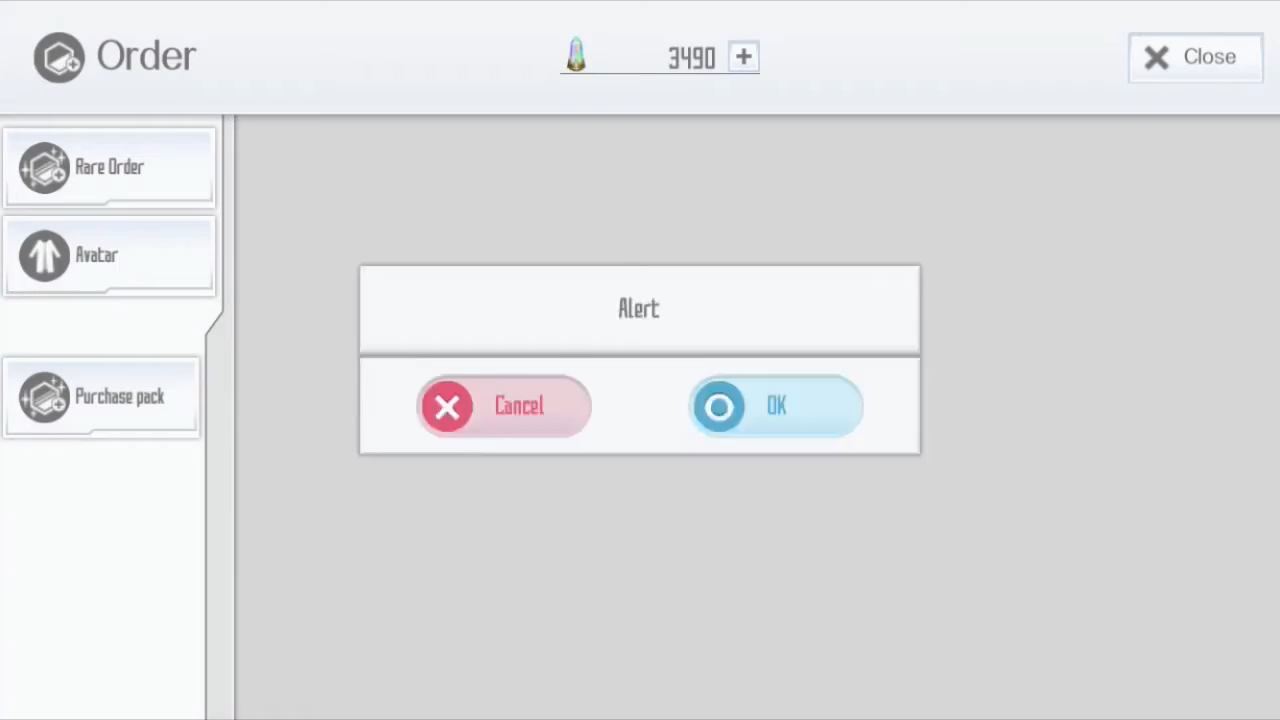 Order
3490
Close
Rare Order
Avatar
Purchase pack
Alert
Cancel
OK